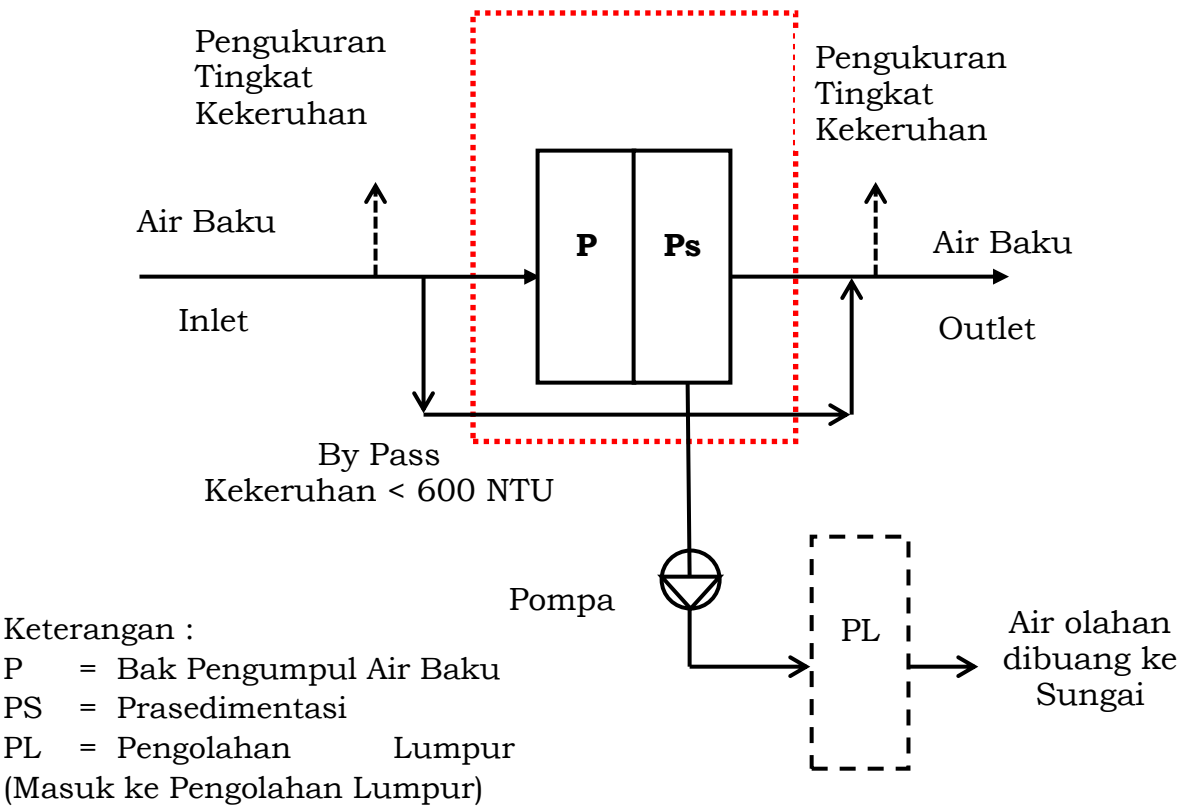 Pengukuran
Tingkat
Kekeruhan
Pengukuran
Tingkat
Kekeruhan
Air Baku
P
Ps
Air Baku
Inlet
Outlet
By Pass
Kekeruhan < 600 NTU
Pompa
PL
Air olahan
dibuang ke
Sungai
Keterangan :
P = Bak Pengumpul Air Baku
PS = Prasedimentasi
PL = Pengolahan Lumpur
(Masuk ke Pengolahan Lumpur)